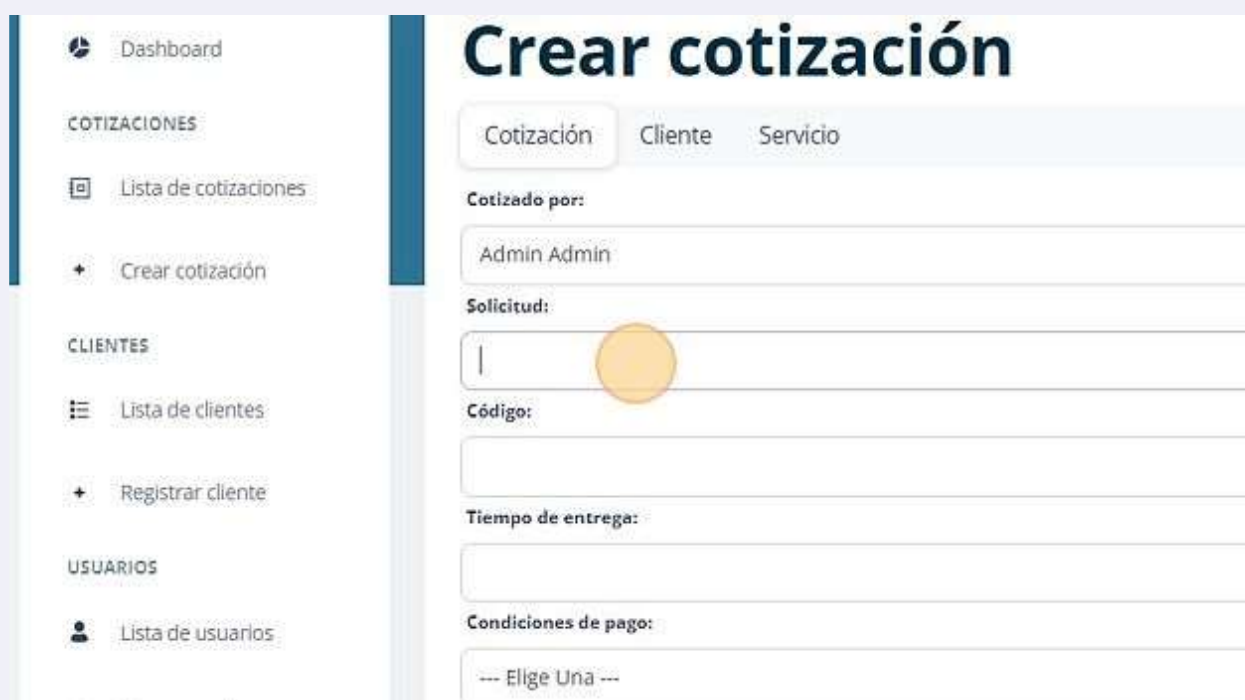 Dashboard
COTIZACIONES
Lista de cotizaciones
Crear cotización
CLIENTES
Lista de clientes
Registrar cliente
USUARIOS
Lista de usuarios
Crear cotización
Cotización Cliente Servicio
Cotizado por:
Admin Admin
Solicitud:
Código:
Tiempo de entrega:
Condiciones de pago:
--- Elige Una ---